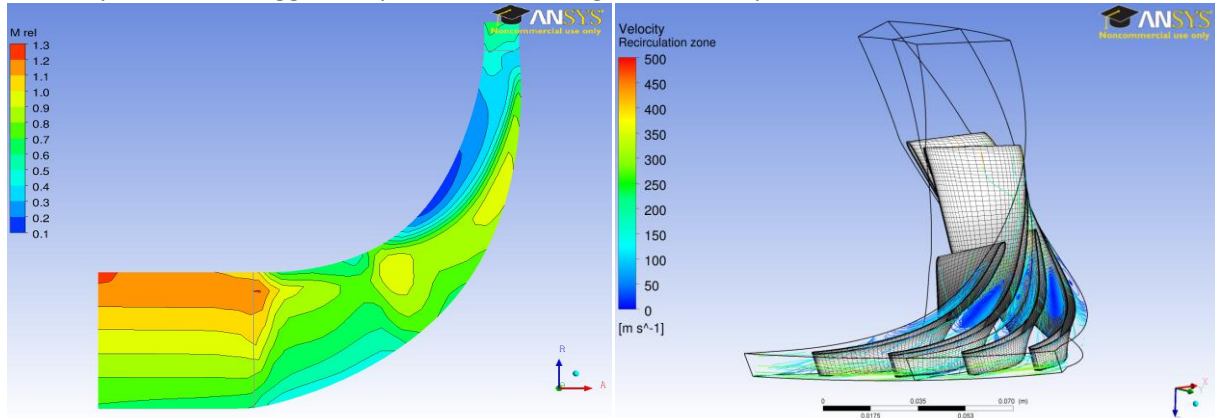 ANSYS
Noncommercial use only
M rel
1.3
1.2
1.1
1.0
0.9
0.8
0.7
0.6
0.5
0.4
0.3
0.2
0.1
R
A
ANSYS
Noncommercial use only
Velocity
Recirculation zone
500
450
400
350
300
250
200
150
100
50
0
[m s^-1]
0 0.035 0.070 (m)
0.0175 0.053
X
Y